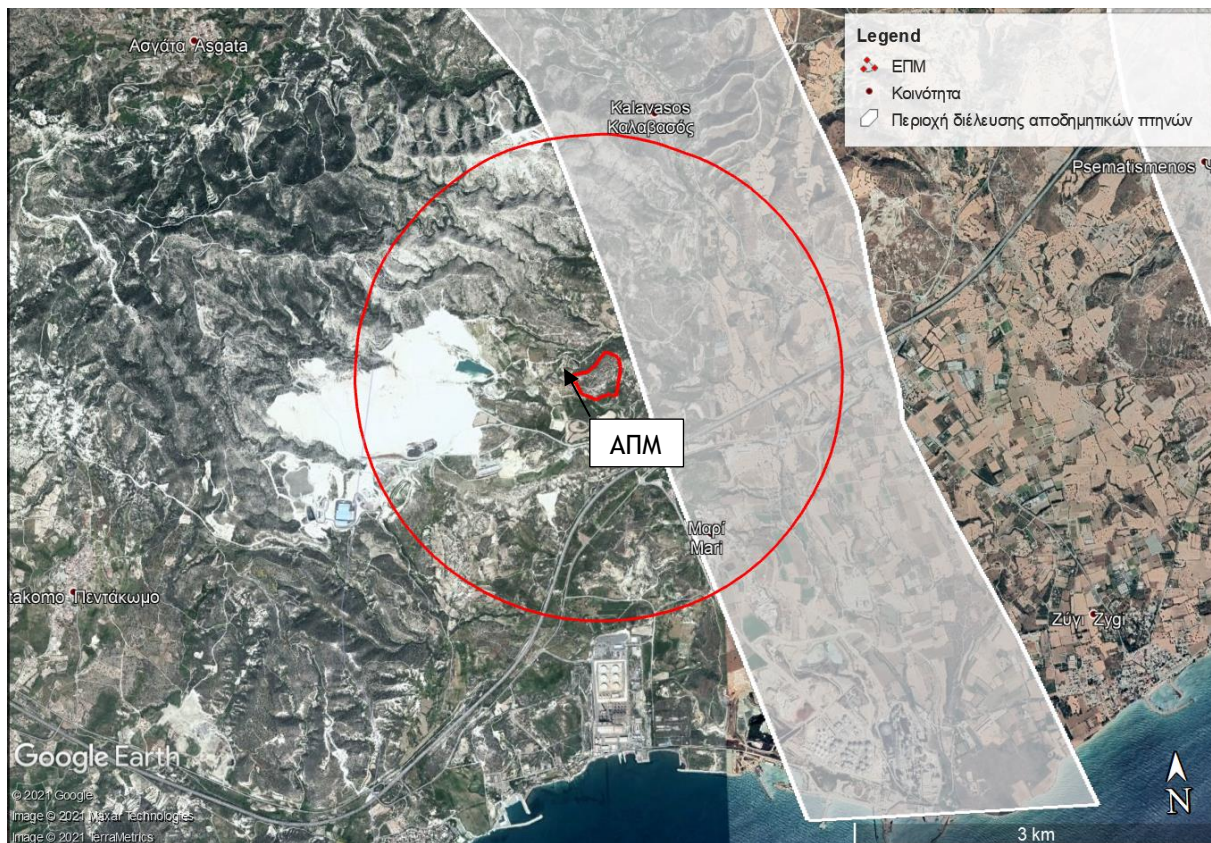 Ασγάτα Asgata
Legend
ΕΠΜ
Κοινότητα
Περιοχή διέλευσης αποδημητικών πτηνών
Kalavasos
Καλαβασός
Psematismenos Ψ
ΑΠΜ
Μαρί
Mari
takomo Πεντάκωμο
Ζύγι Zygi
Google Earth
© 2021 Google
Image © 2021 Maxar Technologies
Image © 2021 TerraMetrics
N
3 km